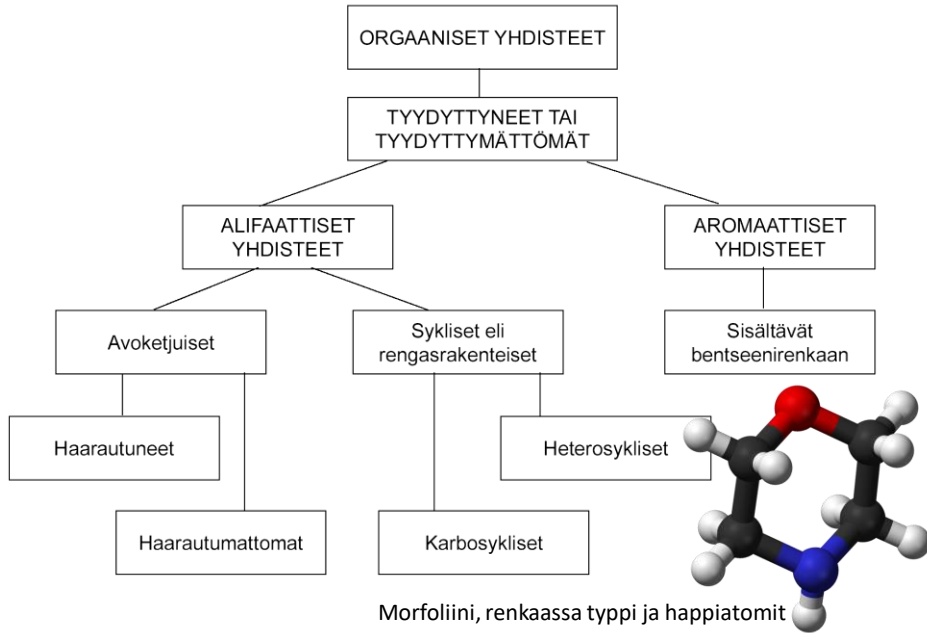 ORGAANISET YHDISTEET
TYYDYTTYNEET TAI
TYYDYTTYMÄTTÖMÄT
ALIFAATTISET
YHDISTEET
AROMAATTISET
YHDISTEET
Avoketjuiset
Sykliset eli
rengasrakenteiset
Sisältävät
bentseenirenkaan
Haarautuneet
Heterosykliset
Haarautumattomat
Karbosykliset
Morfoliini, renkaassa typpi ja happiatomit